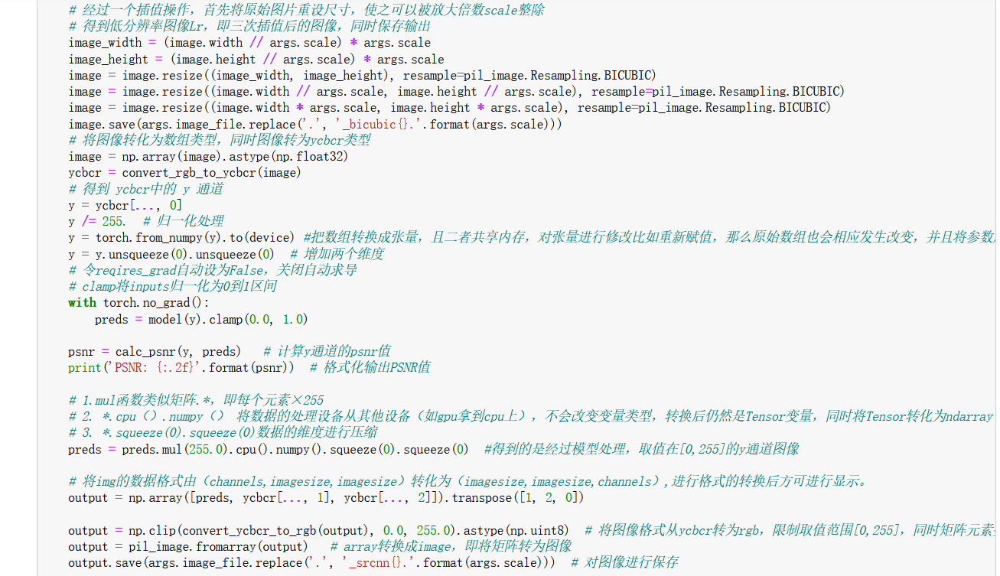 # 经过一个插值操作，首先将原始图片重设尺寸，使之可以被放大倍数scale整除
# 得到低分辨率图像Lr，即三次插值后的图像，同时保存输出
image_width = (image.width // args.scale) * args.scale
image_height = (image.height // args.scale) * args.scale
image = image.resize((image_width, image_height), resample=pil_image.Resampling.BICUBIC)
image = image.resize((image.width // args.scale, image.height // args.scale), resample=pil_image.Resampling.BICUBIC)
image = image.resize((image.width * args.scale, image.height * args.scale), resample=pil_image.Resampling.BICUBIC)
image.save(args.image_file.replace('.', '_bicubic{}.'.format(args.scale)))
# 将图像转化为数组类型，同时图像转为ycbcr类型
image = np.array(image).astype(np.float32)
ycbcr = convert_rgb_to_ycbcr(image)
# 得到 ycbcr中的 y 通道
y = ycbcr[..., 0]
y /= 255.  # 归一化处理
y = torch.from_numpy(y).to(device) #把数组转换成张量，且二者共享内存，对张量进行修改比如重新赋值，那么原始数组也会相应发生改变，并且将参数
y = y.unsqueeze(0).unsqueeze(0)  # 增加两个维度
# 令reqires_grad自动设为False，关闭自动求导
# clamp将inputs归一化为0到1区间
with torch.no_grad():
    preds = model(y).clamp(0.0, 1.0)
psnr = calc_psnr(y, preds)   # 计算y通道的psnr值
print('PSNR: {:.2f}'.format(psnr))  # 格式化输出PSNR值
# 1.mul函数类似矩阵.*，即每个元素×255
# 2. *.cpu（）.numpy（） 将数据的处理设备从其他设备（如gpu拿到cpu上），不会改变变量类型，转换后仍然是Tensor变量，同时将Tensor转化为ndarray
# 3. *.squeeze(0).squeeze(0)数据的维度进行压缩
preds = preds.mul(255.0).cpu().numpy().squeeze(0).squeeze(0)  #得到的是经过模型处理，取值在[0,255]的y通道图像
# 将img的数据格式由（channels,imagesize,imagesize）转化为（imagesize,imagesize,channels）,进行格式的转换后方可进行显示。
output = np.array([preds, ycbcr[..., 1], ycbcr[..., 2]]).transpose([1, 2, 0])
output = np.clip(convert_ycbcr_to_rgb(output), 0.0, 255.0).astype(np.uint8)  # 将图像格式从ycbcr转为rgb，限制取值范围[0,255]，同时矩阵元素
output = pil_image.fromarray(output)   # array转换成image，即将矩阵转为图像
output.save(args.image_file.replace('.', '_srcnn{}.'.format(args.scale)))  # 对图像进行保存